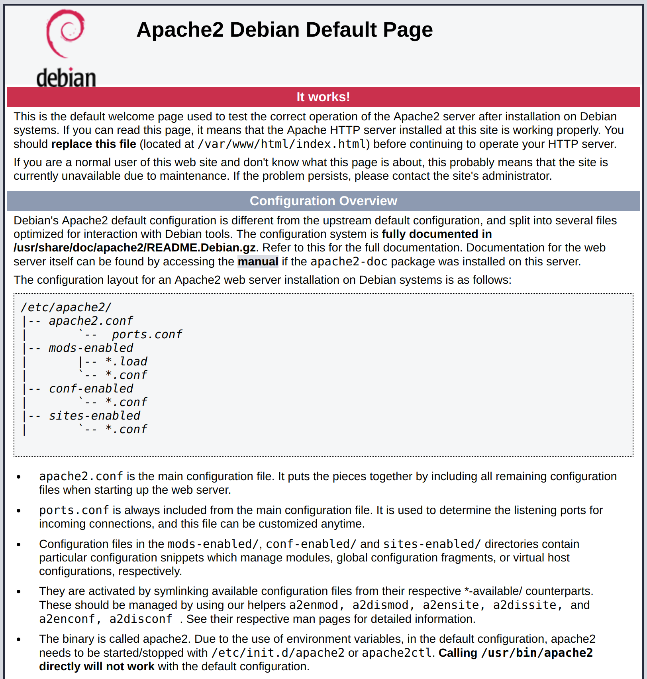 Apache2 Debian Default Page
debian
It works!
This is the default welcome page used to test the correct operation of the Apache2 server after installation on Debian
systems. If you can read this page, it means that the Apache HTTP server installed at this site is working properly. You
should replace this file (located at /var/www/html/index.html) before continuing to operate your HTTP server.
If you are a normal user of this web site and don't know what this page is about, this probably means that the site is
currently unavailable due to maintenance. If the problem persists, please contact the site's administrator.
Configuration Overview
Debian's Apache2 default configuration is different from the upstream default configuration, and split into several files
optimized for interaction with Debian tools. The configuration system is fully documented in
/usr/share/doc/apache2/README.Debian.gz. Refer to this for the full documentation. Documentation for the web
server itself can be found by accessing the manual if the apache2-doc package was installed on this server.
The configuration layout for an Apache2 web server installation on Debian systems is as follows:
/etc/apache2/
|-- apache2.conf
|       `--  ports.conf
|-- mods-enabled
|       |-- *.load
|       `-- *.conf
|-- conf-enabled
|       `-- *.conf
|-- sites-enabled
|       `-- *.conf
▪ apache2.conf is the main configuration file. It puts the pieces together by including all remaining configuration
files when starting up the web server.
▪ ports.conf is always included from the main configuration file. It is used to determine the listening ports for
incoming connections, and this file can be customized anytime.
▪ Configuration files in the mods-enabled/, conf-enabled/ and sites-enabled/ directories contain
particular configuration snippets which manage modules, global configuration fragments, or virtual host
configurations, respectively.
▪ They are activated by symlinking available configuration files from their respective *-available/ counterparts.
These should be managed by using our helpers a2enmod, a2dismod, a2ensite, a2dissite, and
a2enconf, a2disconf . See their respective man pages for detailed information.
▪ The binary is called apache2. Due to the use of environment variables, in the default configuration, apache2
needs to be started/stopped with /etc/init.d/apache2 or apache2ctl. Calling /usr/bin/apache2
directly will not work with the default configuration.